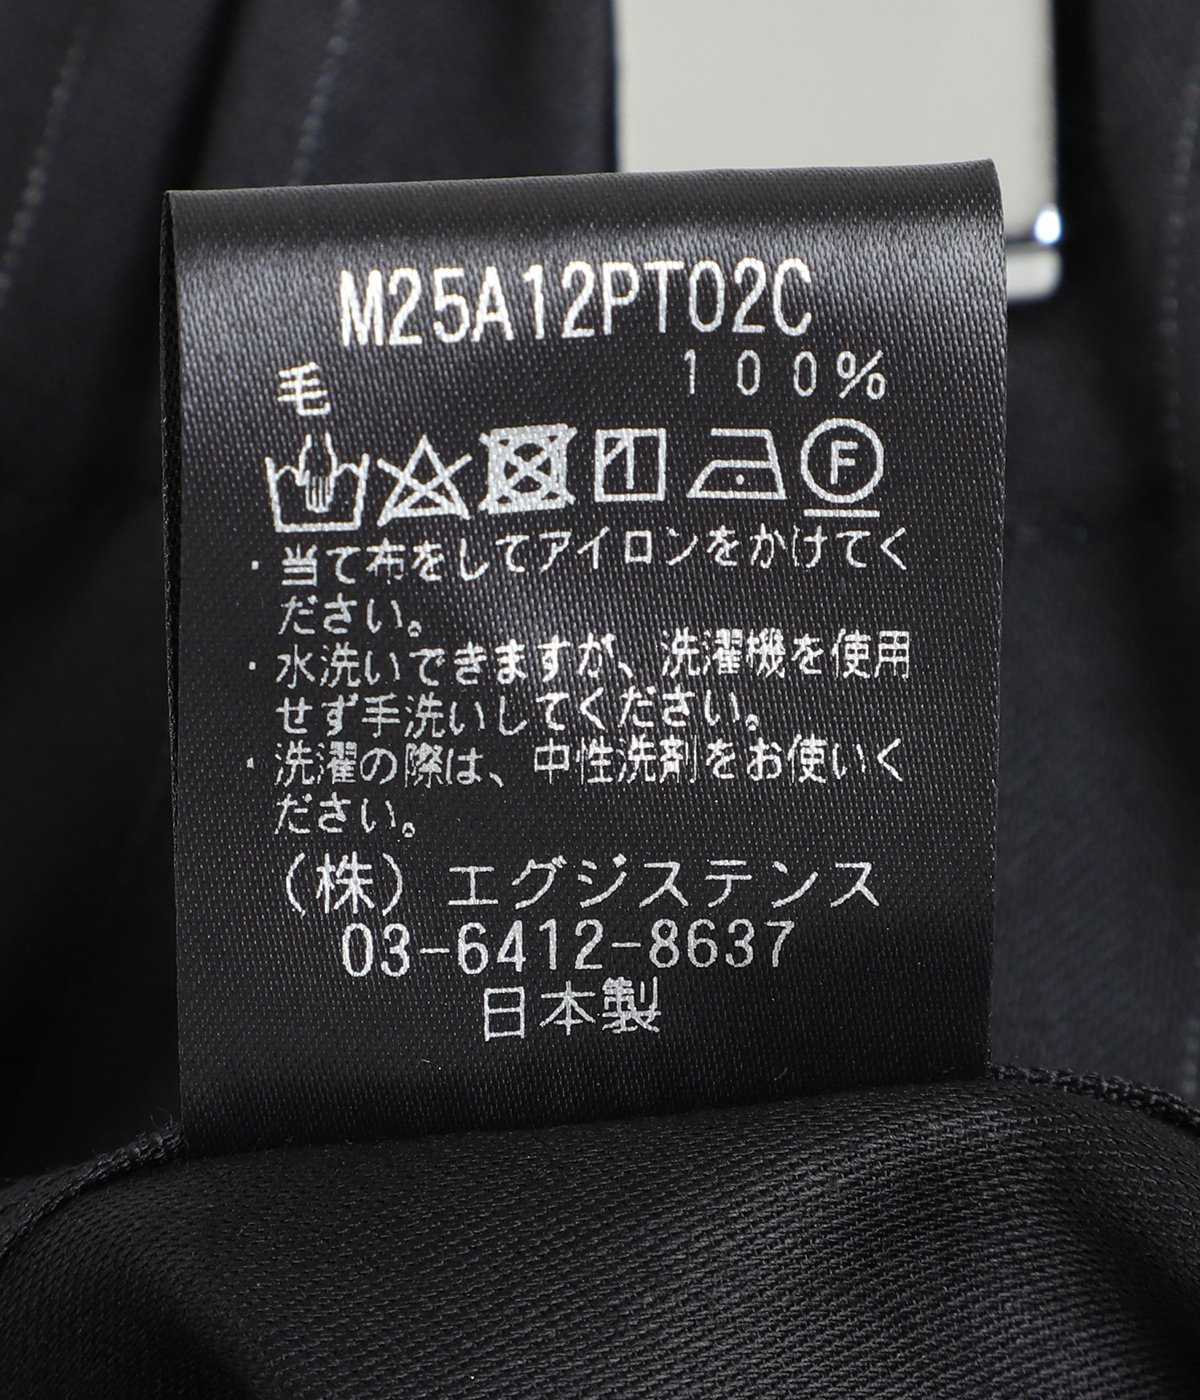 M25A12PT02C
毛 100%
F
・当て布をしてアイロンをかけてく
ださい。
・水洗いできますが、洗濯機を使用
せず手洗いしてください。
・洗濯の際は、中性洗剤をお使いく
ださい。
(株) エグジステンス
03-6412-8637
日本製